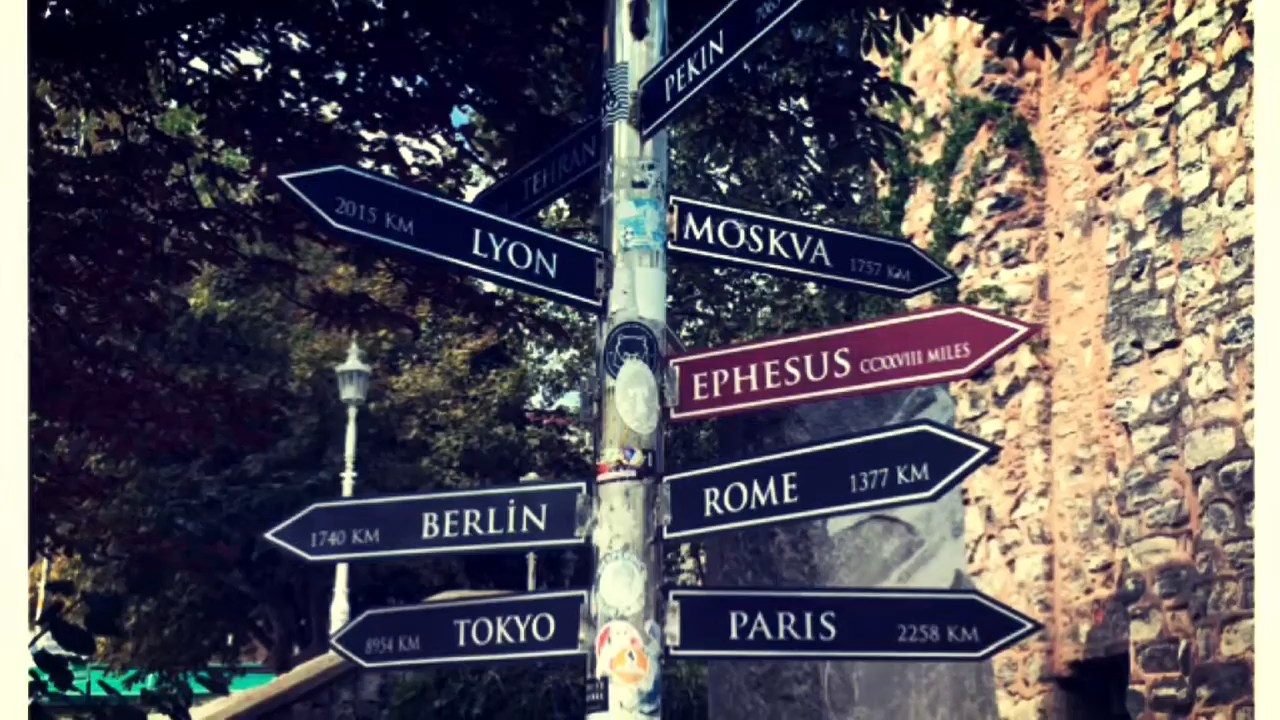 PEKIN
TEHRAN
2015 KM LYON
MOSKVA 1757 KM
EPHESUS CCXXVIII MILES
ROME 1377 KM
1740 KM BERLİN
8954 KM TOKYO
PARIS 2258 KM